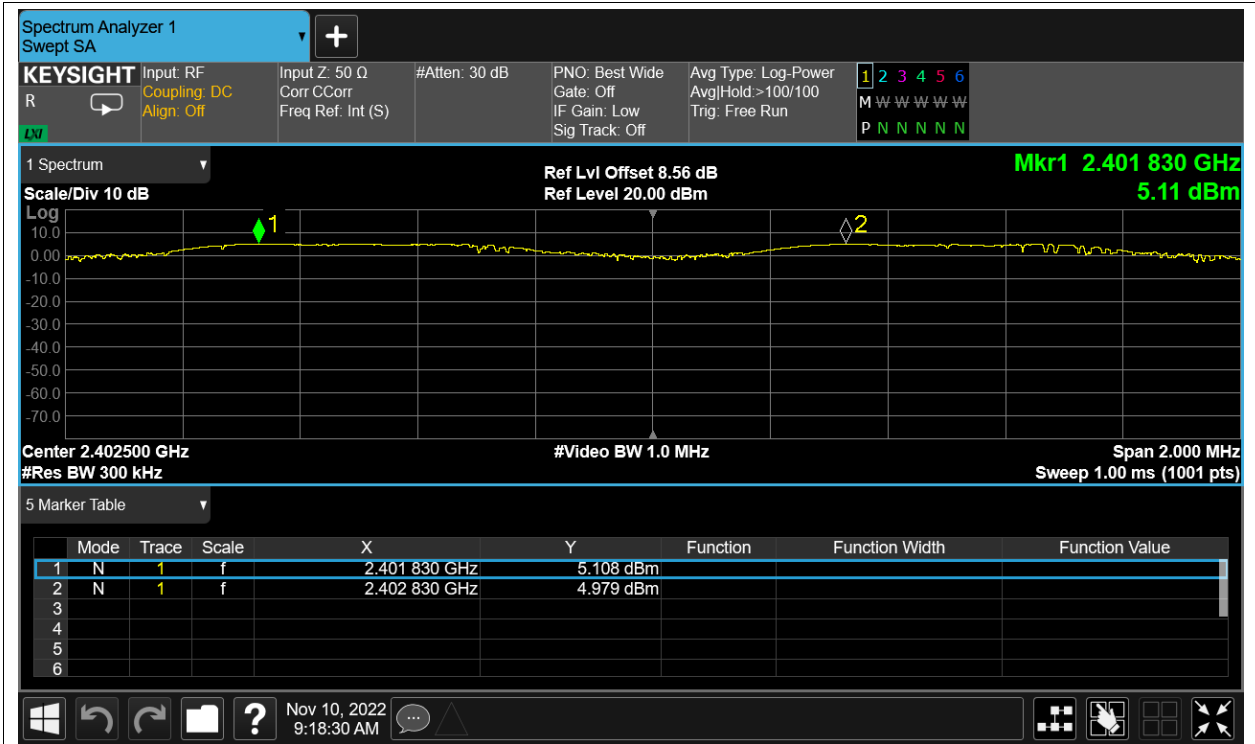 Spectrum Analyzer 1
Swept SA
KEYSIGHT
R
LXI
Input: RF
Coupling: DC
Align: Off
Input Z: 50 Ω
Corr CCorr
Freq Ref: Int (S)
#Atten: 30 dB
PNO: Best Wide
Gate: Off
IF Gain: Low
Sig Track: Off
Avg Type: Log-Power
Avg|Hold:>100/100
Trig: Free Run
1 2 3 4 5 6
M W W W W W
P N N N N N
1 Spectrum
Scale/Div 10 dB
Ref Lvl Offset 8.56 dB
Ref Level 20.00 dBm
Mkr1 2.401 830 GHz
5.11 dBm
Log
10.0
0.00
-10.0
-20.0
-30.0
-40.0
-50.0
-60.0
-70.0
1
2
Center 2.402500 GHz
#Res BW 300 kHz
#Video BW 1.0 MHz
Span 2.000 MHz
Sweep 1.00 ms (1001 pts)
5 Marker Table
Mode Trace Scale X Y Function Function Width Function Value
1 N 1 f 2.401 830 GHz 5.108 dBm
2 N 1 f 2.402 830 GHz 4.979 dBm
3
4
5
6
?
Nov 10, 2022
9:18:30 AM